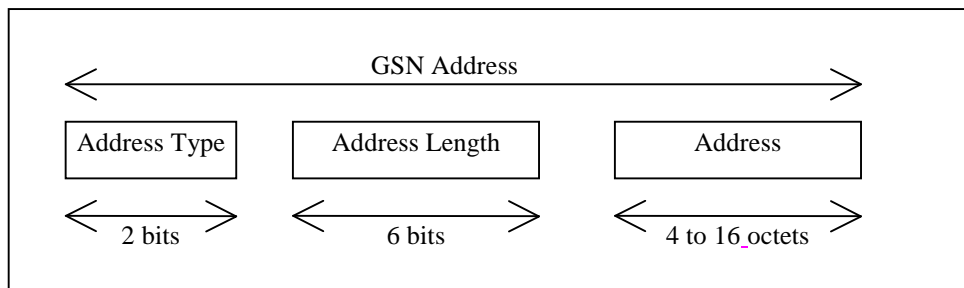 GSN Address
Address Type Address Length Address
2 bits 6 bits 4 to 16 octets